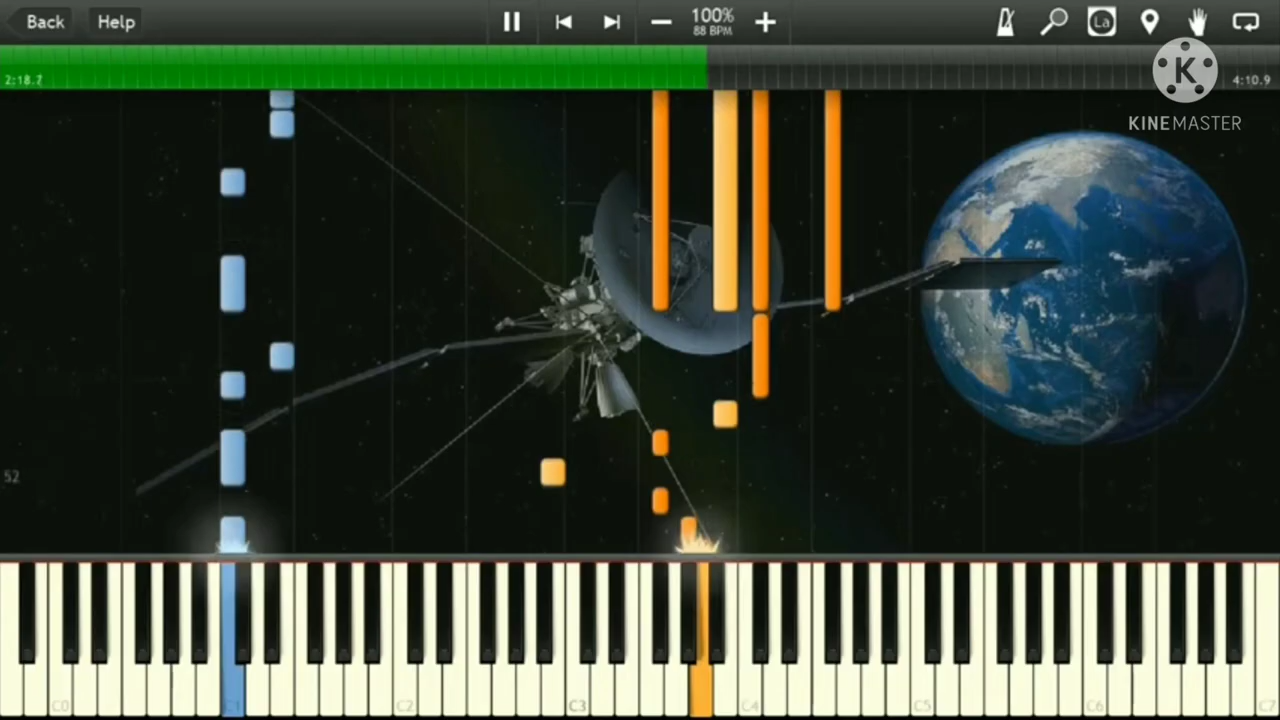 Back
Help
100%
88 BPM
La
2:18.7
4:10.9
K
KINEMASTER
52
C0
C1
C2
C3
C4
C5
C6
C7